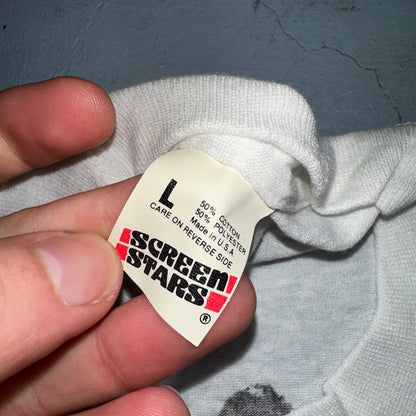 L
50% COTTON
50% POLYESTER
Made in U.S.A.
CARE ON REVERSE SIDE
SCREEN
STARS
®